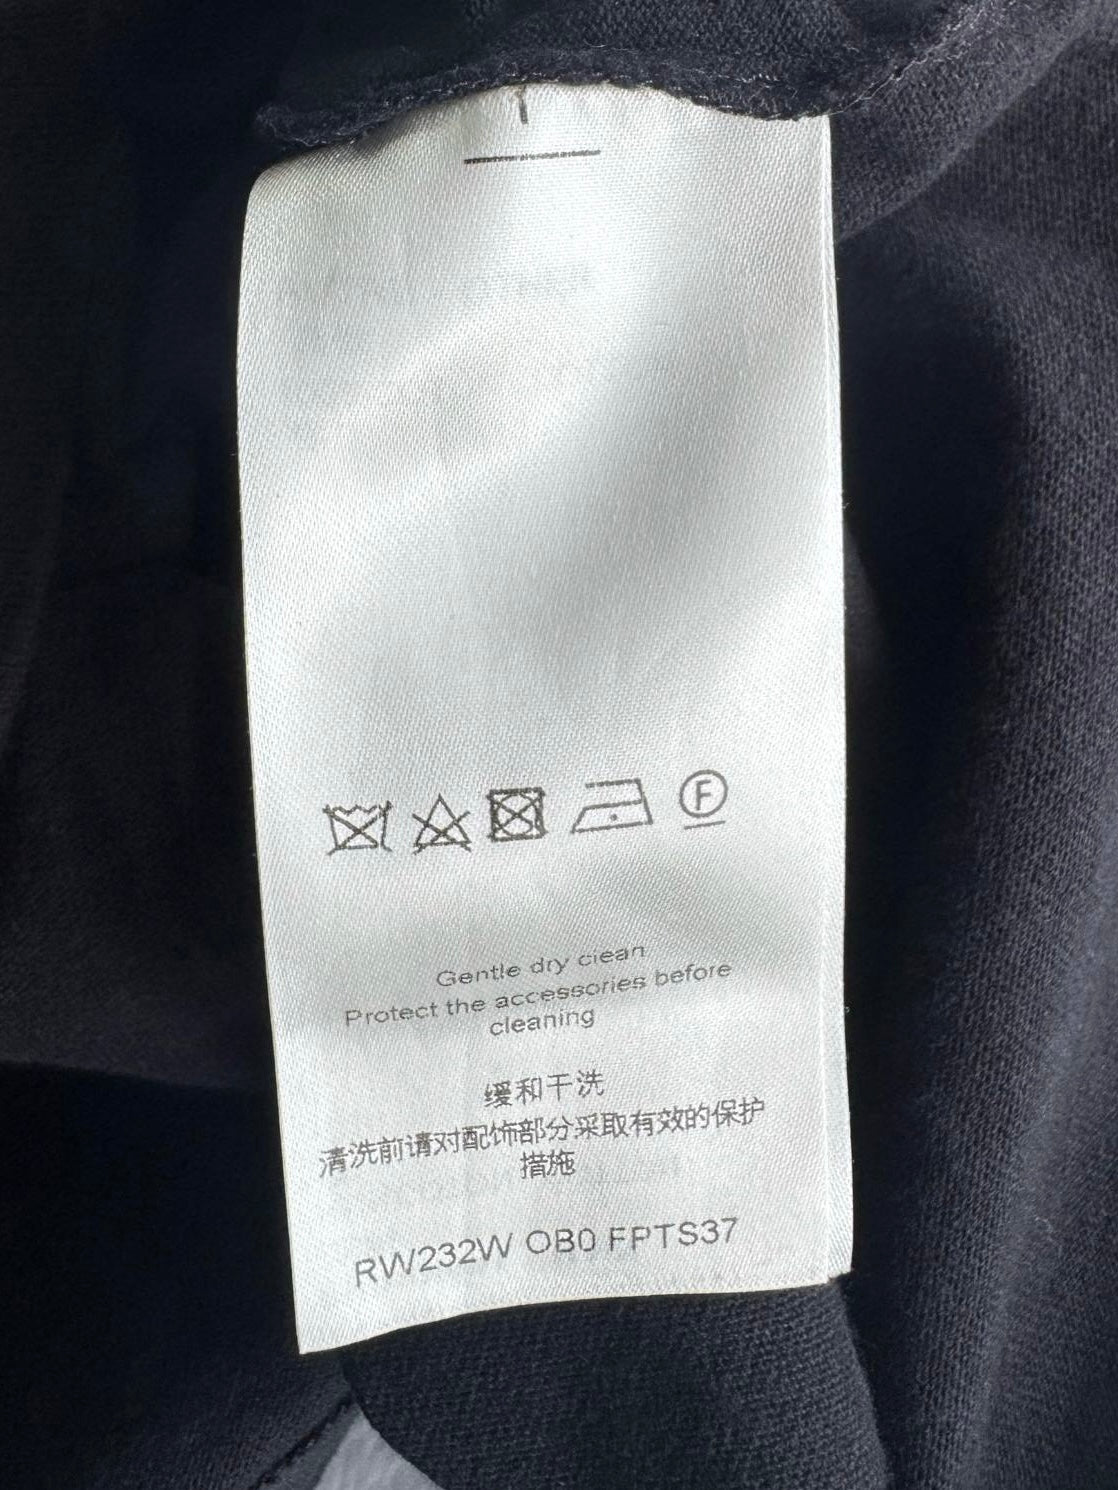 F
Gentle dry clean
Protect the accessories before
cleaning
缓和干洗
清洗前请对配饰部分采取有效的保护
措施
RW232W OB0 FPTS37